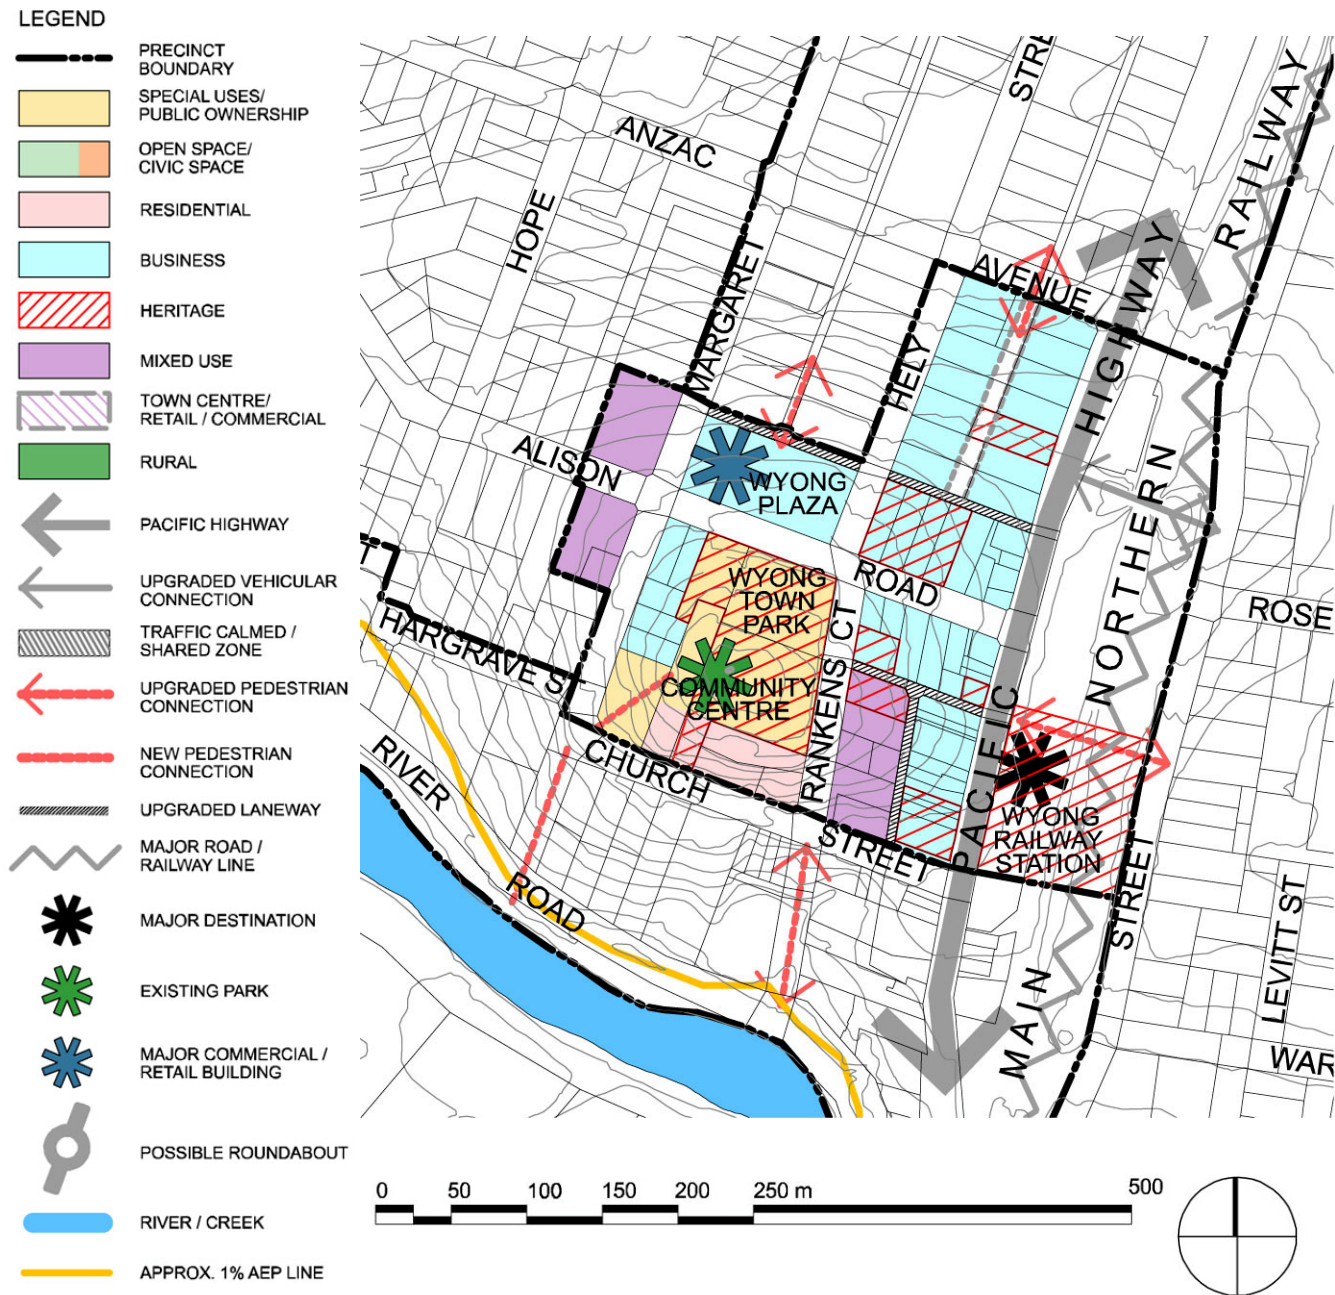 LEGEND
PRECINCT
BOUNDARY
SPECIAL USES/
PUBLIC OWNERSHIP
OPEN SPACE/
CIVIC SPACE
RESIDENTIAL
BUSINESS
HERITAGE
MIXED USE
TOWN CENTRE/
RETAIL / COMMERCIAL
RURAL
PACIFIC HIGHWAY
UPGRADED VEHICULAR
CONNECTION
TRAFFIC CALMED /
SHARED ZONE
UPGRADED PEDESTRIAN
CONNECTION
NEW PEDESTRIAN
CONNECTION
UPGRADED LANEWAY
MAJOR ROAD /
RAILWAY LINE
MAJOR DESTINATION
EXISTING PARK
MAJOR COMMERCIAL /
RETAIL BUILDING
POSSIBLE ROUNDABOUT
RIVER / CREEK
APPROX. 1% AEP LINE
STRE
ANZAC
AVENUE
HOPE
MARGARET
HELY
HIGHWAY
RAILWAY
ALISON
ROAD
WYONG
PLAZA
WYONG
TOWN
PARK
COMMUNITY
CENTRE
RANKENS CT
NORTHERN
ROSE
T
HARGRAVE ST
CHURCH
STREET
PACIFIC
WYONG
RAILWAY
STATION
RIVER
ROAD
STREET
MAIN
LEVITT ST
WAR
0 50 100 150 200 250 m 500